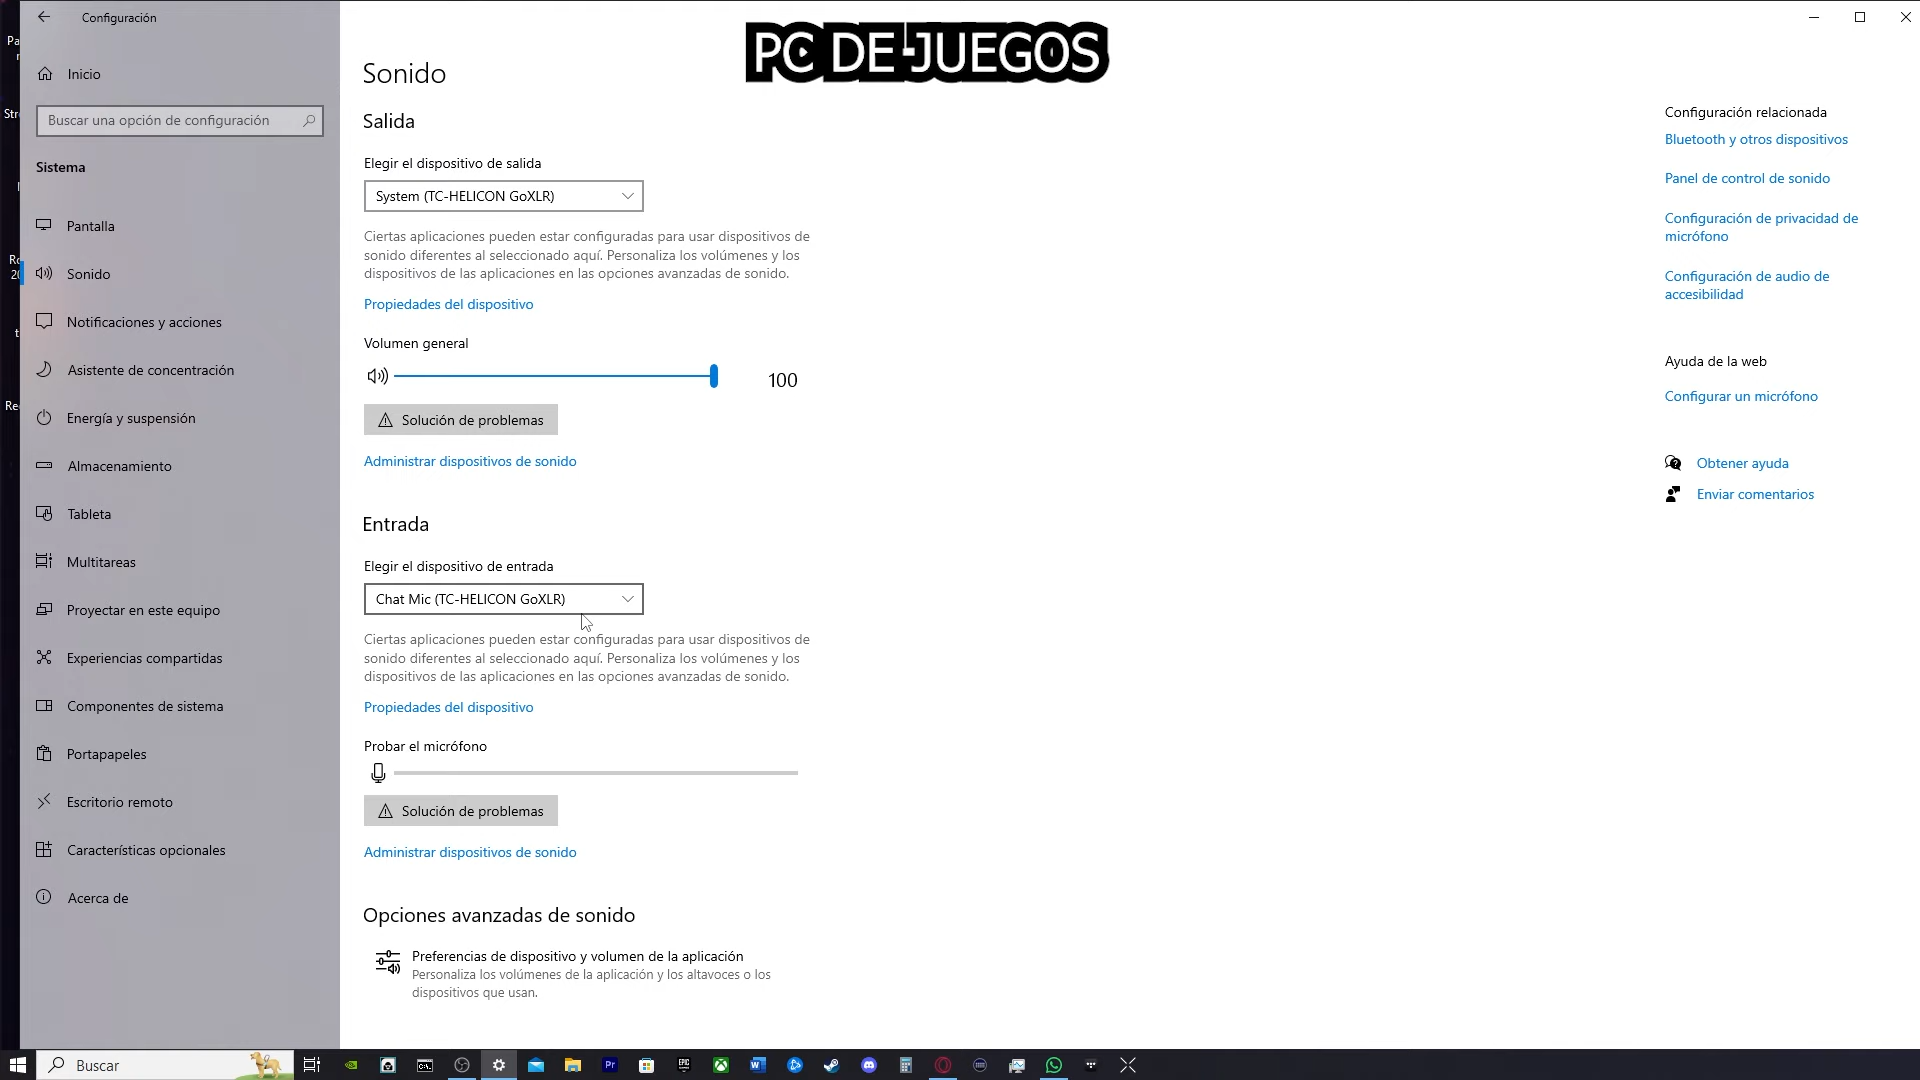 Configuración
PC DE JUEGOS
Inicio
Buscar una opción de configuración
Sistema
Pantalla
Sonido
Notificaciones y acciones
Asistente de concentración
Energía y suspensión
Almacenamiento
Tableta
Multitareas
Proyectar en este equipo
Experiencias compartidas
Componentes de sistema
Portapapeles
Escritorio remoto
Características opcionales
Acerca de
Sonido
Salida
Elegir el dispositivo de salida
System (TC-HELICON GoXLR)
Ciertas aplicaciones pueden estar configuradas para usar dispositivos de
sonido diferentes al seleccionado aquí. Personaliza los volúmenes y los
dispositivos de las aplicaciones en las opciones avanzadas de sonido.
Propiedades del dispositivo
Volumen general
100
Solución de problemas
Administrar dispositivos de sonido
Entrada
Elegir el dispositivo de entrada
Chat Mic (TC-HELICON GoXLR)
Ciertas aplicaciones pueden estar configuradas para usar dispositivos de
sonido diferentes al seleccionado aquí. Personaliza los volúmenes y los
dispositivos de las aplicaciones en las opciones avanzadas de sonido.
Propiedades del dispositivo
Probar el micrófono
Solución de problemas
Administrar dispositivos de sonido
Opciones avanzadas de sonido
Preferencias de dispositivo y volumen de la aplicación
Personaliza los volúmenes de la aplicación y los altavoces o los
dispositivos que usan.
Configuración relacionada
Bluetooth y otros dispositivos
Panel de control de sonido
Configuración de privacidad de
micrófono
Configuración de audio de
accesibilidad
Ayuda de la web
Configurar un micrófono
Obtener ayuda
Enviar comentarios
Buscar